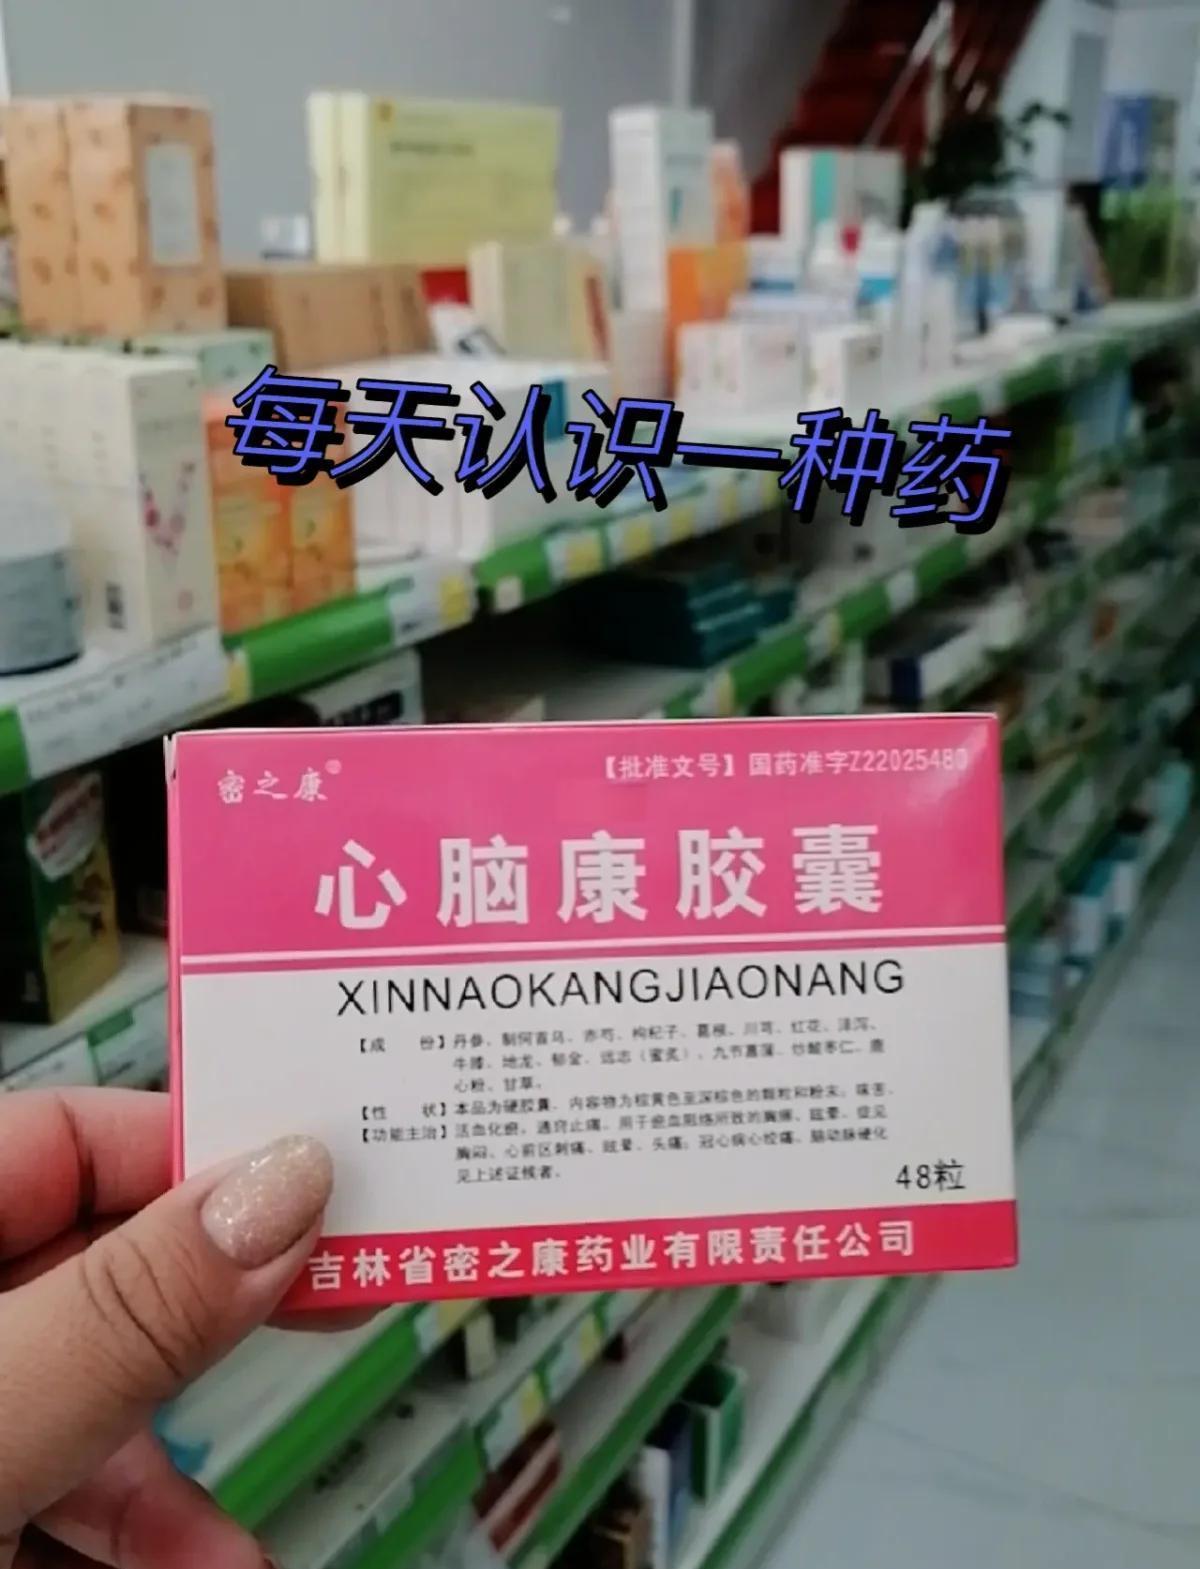 每天认识一种药
密之康®
【批准文号】国药准字Z22025480
心脑康胶囊
XINNAOKANGJIAONANG
【成 份】丹参、制何首乌、赤芍、枸杞子、葛根、川芎、红花、泽泻、
牛膝、地龙、郁金、远志（蜜炙）、九节菖蒲、炒酸枣仁、鹿
心粉、甘草。
【性 状】本品为硬胶囊，内容物为棕黄色至深棕色的颗粒和粉末；味苦。
【功能主治】活血化瘀，通窍止痛。用于瘀血阻络所致的胸痹、眩晕，症见
胸闷、心前区刺痛、眩晕、头痛；冠心病心绞痛、脑动脉硬化
见上述证候者。
48粒
吉林省密之康药业有限责任公司